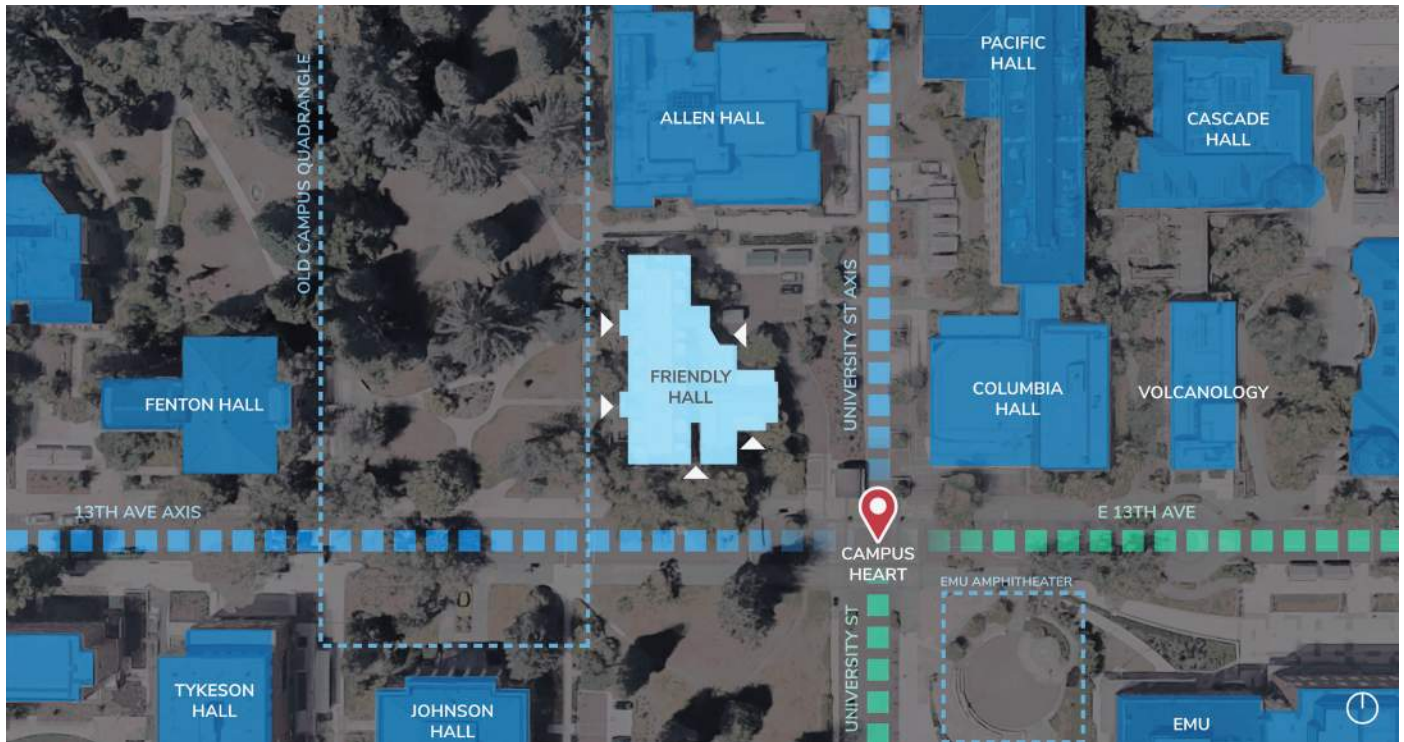 PACIFIC
HALL
ALLEN HALL
CASCADE
HALL
OLD CAMPUS QUADRANGLE
UNIVERSITY ST AXIS
FRIENDLY
HALL
FENTON HALL
COLUMBIA
HALL
VOLCANOLOGY
13TH AVE AXIS
E 13TH AVE
CAMPUS
HEART
EMU AMPHITHEATER
UNIVERSITY ST
TYKESON
HALL
JOHNSON
HALL
EMU